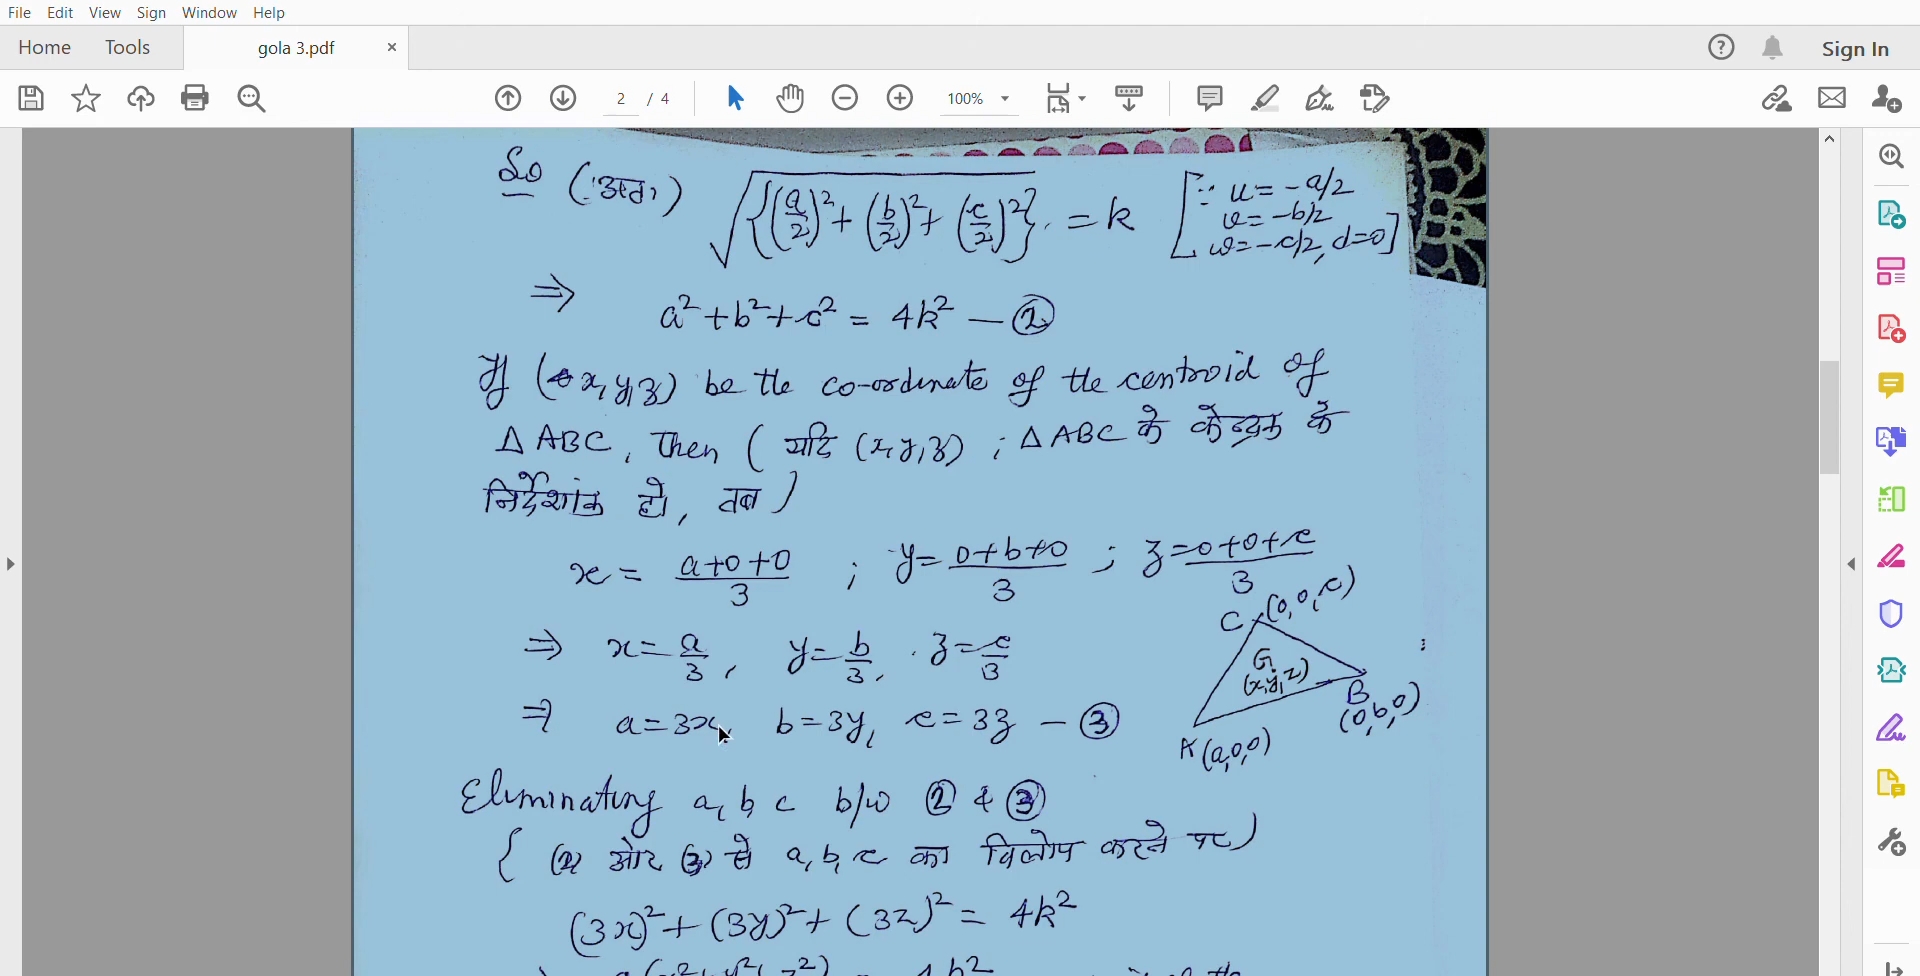 File Edit View Sign Window Help
Home Tools gola 3.pdf × Sign In
2 / 4 100%
So (अतः) √{(a/2)² + (b/2)² + (c/2)²} = k [∵ u = -a/2
v = -b/2
w = -c/2, d=0]
⇒ a² + b² + c² = 4k² — ②
If (x, y, z) be the co-ordinate of the centroid of
Δ ABC, Then ( यदि (x, y, z) ; Δ ABC के केन्द्रक के
निर्देशांक हो, तब )
x = a+0+0/3 ; y = 0+b+0/3 ; z = 0+0+c/3
⇒ x = a/3, y = b/3, z = c/3
⇒ a = 3x, b = 3y, c = 3z — ③
C (0, 0, c)
G (x, y, z)
B (0, b, 0)
A (a, 0, 0)
Eliminating a, b, c b/w ② & ③
{ (2) और (3) से a, b, c का विलोप करने पर)
(3x)² + (3y)² + (3z)² = 4k²